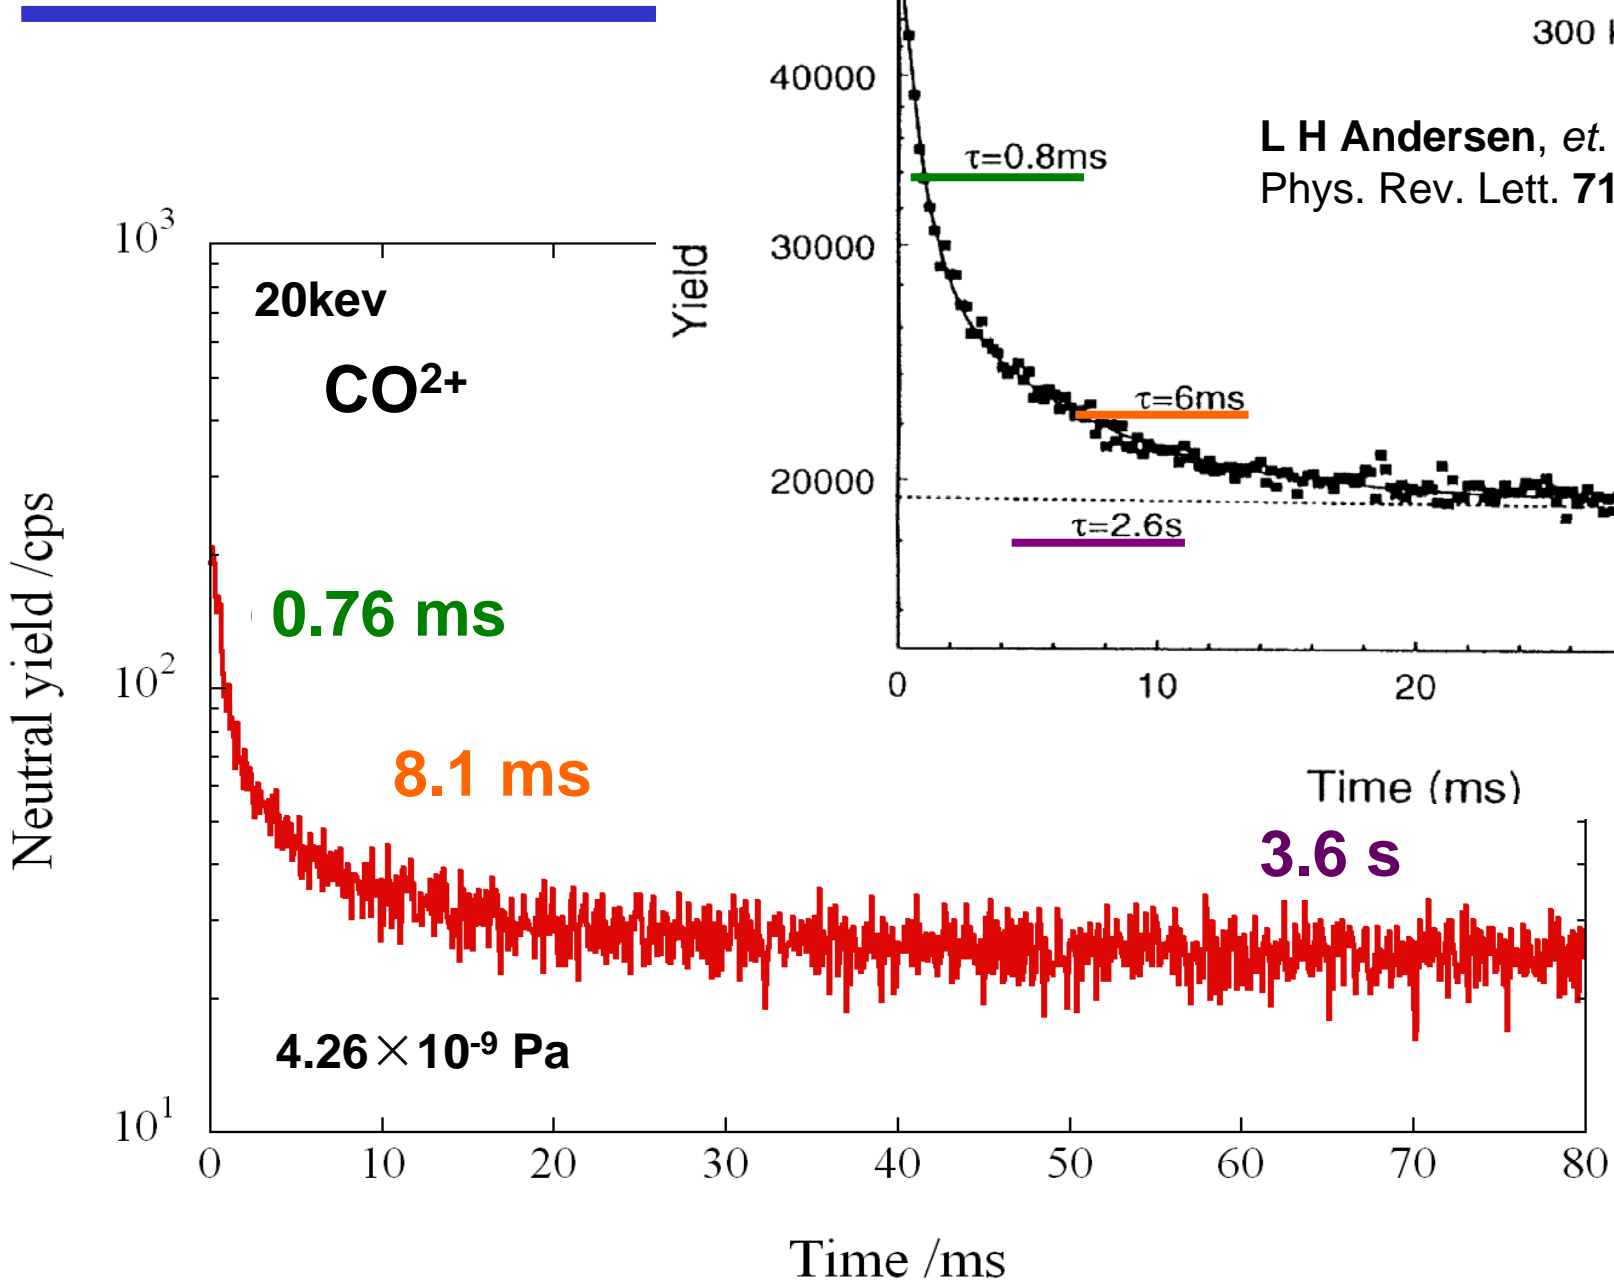 300 k
40000
L H Andersen, et.
τ=0.8ms
Phys. Rev. Lett. 71
10³
30000
20kev
Yield
CO²⁺
τ=6ms
20000
τ=2.6s
Neutral yield /cps
0.76 ms
10²
0 10 20
8.1 ms
Time (ms)
3.6 s
4.26×10⁻⁹ Pa
10¹
0 10 20 30 40 50 60 70 80
Time /ms